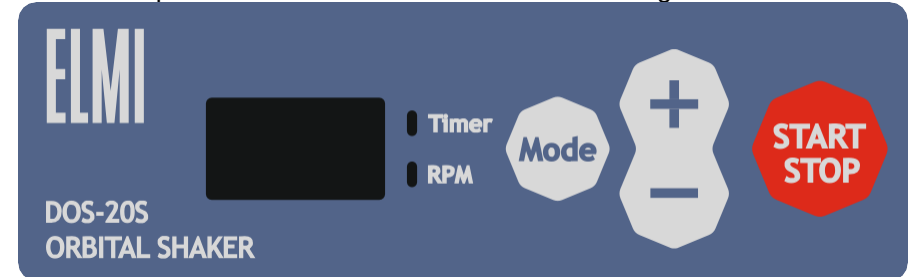 ELMI
Timer
RPM
Mode
+
−
START
STOP
DOS-20S
ORBITAL SHAKER